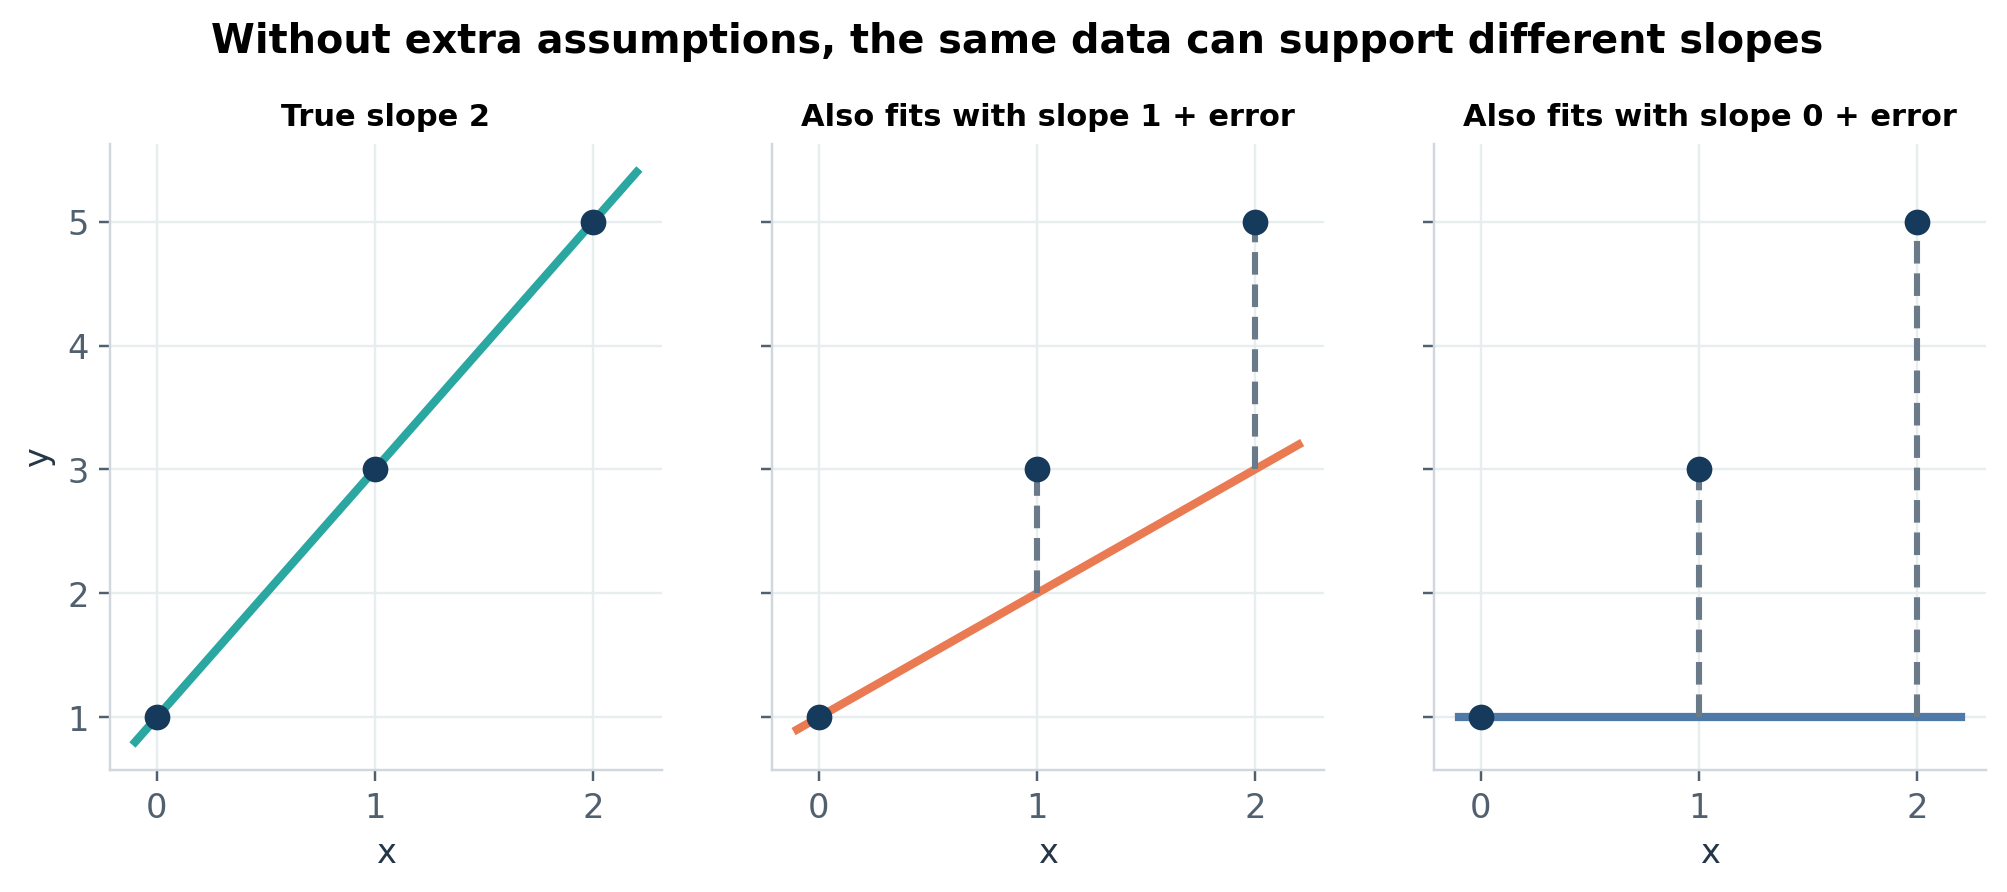 Without extra assumptions, the same data can support different slopes
True slope 2
Also fits with slope 1 + error
Also fits with slope 0 + error
y
5
4
3
2
1
0 1 2
0 1 2
0 1 2
x
x
x